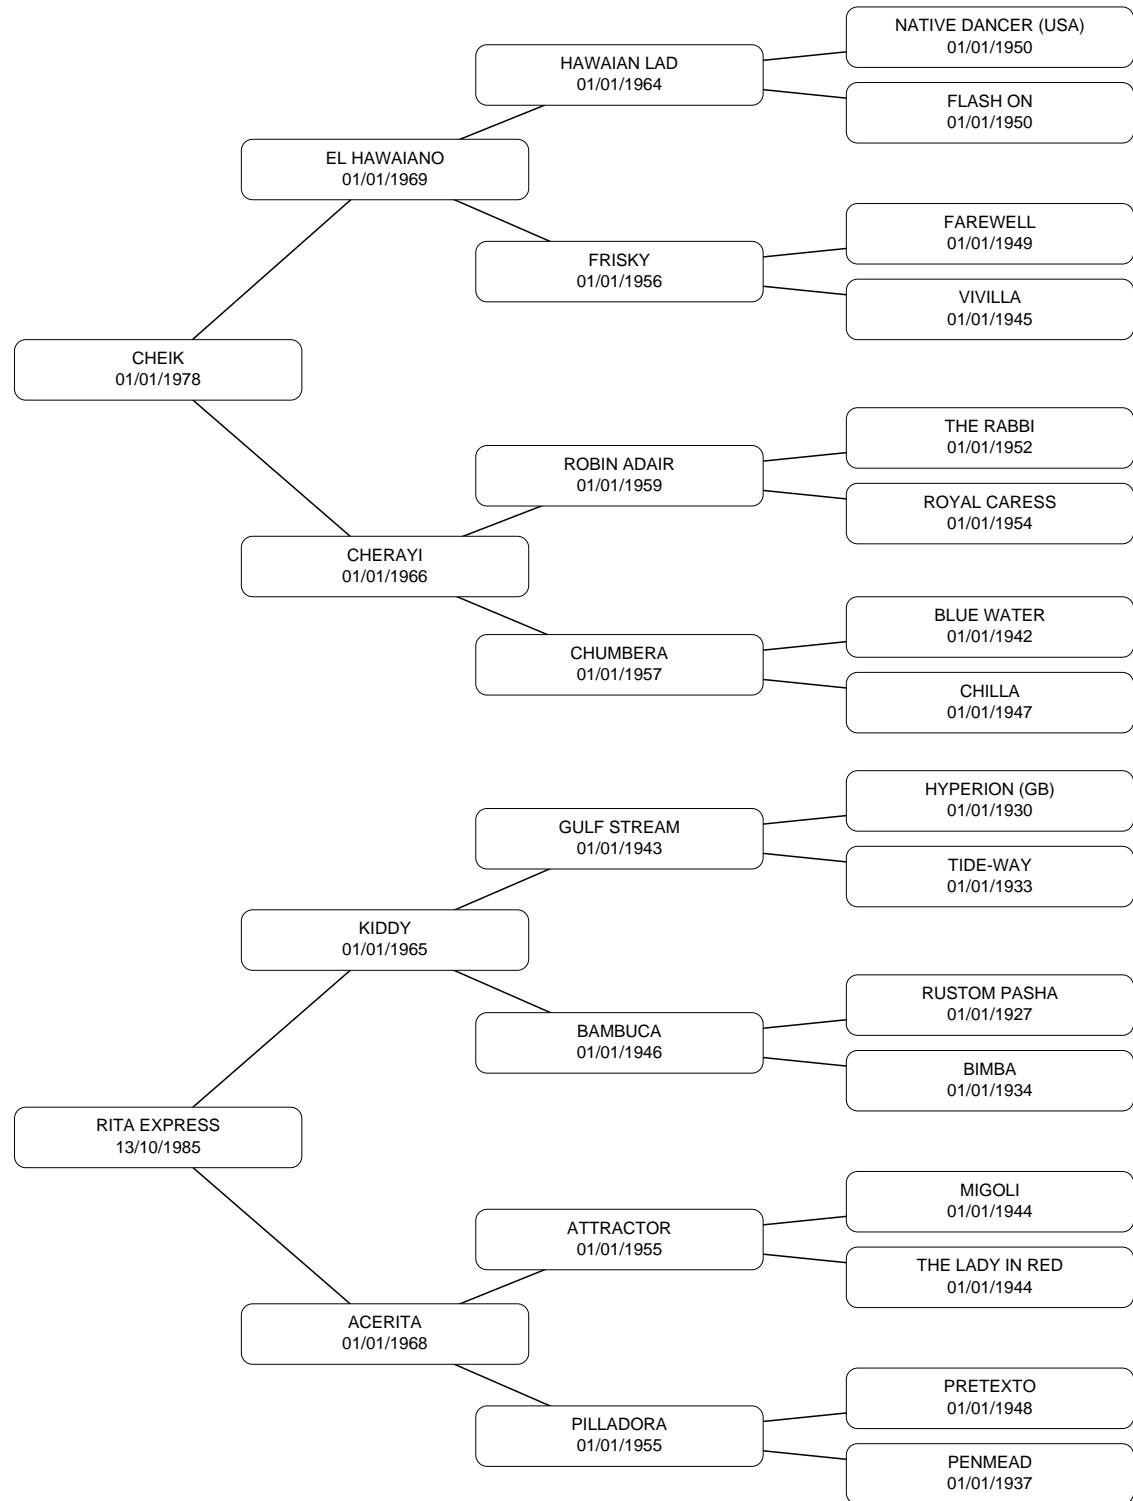 NATIVE DANCER (USA)
01/01/1950
HAWAIAN LAD
01/01/1964
FLASH ON
01/01/1950
EL HAWAIANO
01/01/1969
FAREWELL
01/01/1949
FRISKY
01/01/1956
VIVILLA
01/01/1945
CHEIK
01/01/1978
THE RABBI
01/01/1952
ROBIN ADAIR
01/01/1959
ROYAL CARESS
01/01/1954
CHERAYI
01/01/1966
BLUE WATER
01/01/1942
CHUMBERA
01/01/1957
CHILLA
01/01/1947
HYPERION (GB)
01/01/1930
GULF STREAM
01/01/1943
TIDE-WAY
01/01/1933
KIDDY
01/01/1965
RUSTOM PASHA
01/01/1927
BAMBUCA
01/01/1946
BIMBA
01/01/1934
RITA EXPRESS
13/10/1985
MIGOLI
01/01/1944
ATTRACTOR
01/01/1955
THE LADY IN RED
01/01/1944
ACERITA
01/01/1968
PRETEXTO
01/01/1948
PILLADORA
01/01/1955
PENMEAD
01/01/1937